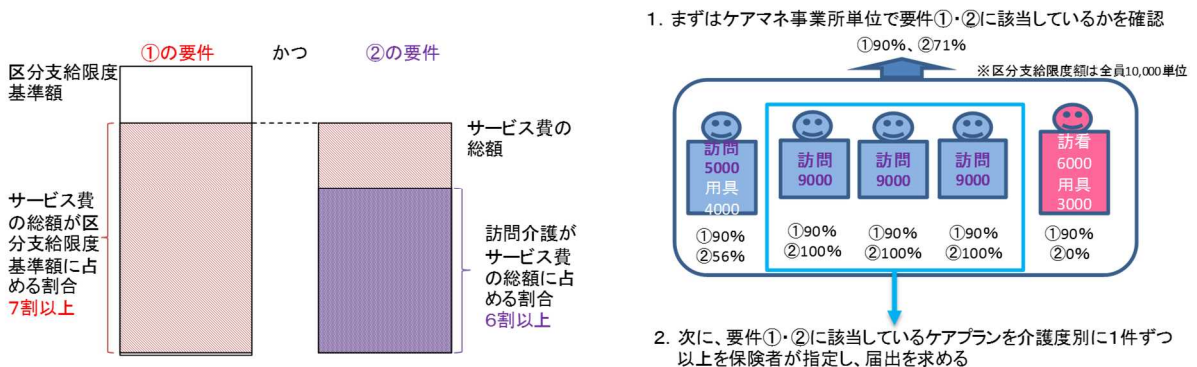 ①の要件　かつ　②の要件
区分支給限度
基準額
サービス費
の総額が区
分支給限度
基準額に占
める割合
7割以上
サービス費の
総額
訪問介護が
サービス費
の総額に占
める割合
6割以上
1．まずはケアマネ事業所単位で要件①・②に該当しているかを確認
①90%、②71%
※区分支給限度額は全員10,000単位
訪問
5000
用具
4000
①90%
②56%
訪問
9000
①90%
②100%
訪問
9000
①90%
②100%
訪問
9000
①90%
②100%
訪看
6000
用具
3000
①90%
②0%
2．次に、要件①・②に該当しているケアプランを介護度別に1件ずつ
以上を保険者が指定し、届出を求める